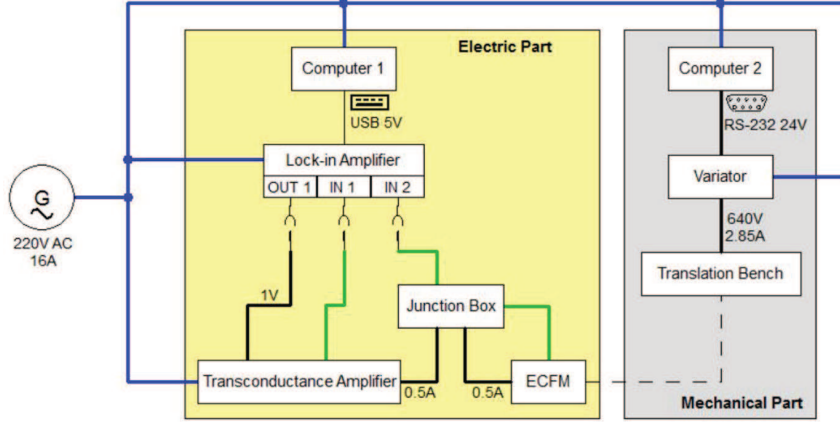 Electric Part
Computer 1
USB 5V
Lock-in Amplifier
OUT 1 IN 1 IN 2
G
220V AC
16A
1V
Junction Box
Transconductance Amplifier
0.5A
0.5A
ECFM
Computer 2
RS-232 24V
Variator
640V
2.85A
Translation Bench
Mechanical Part